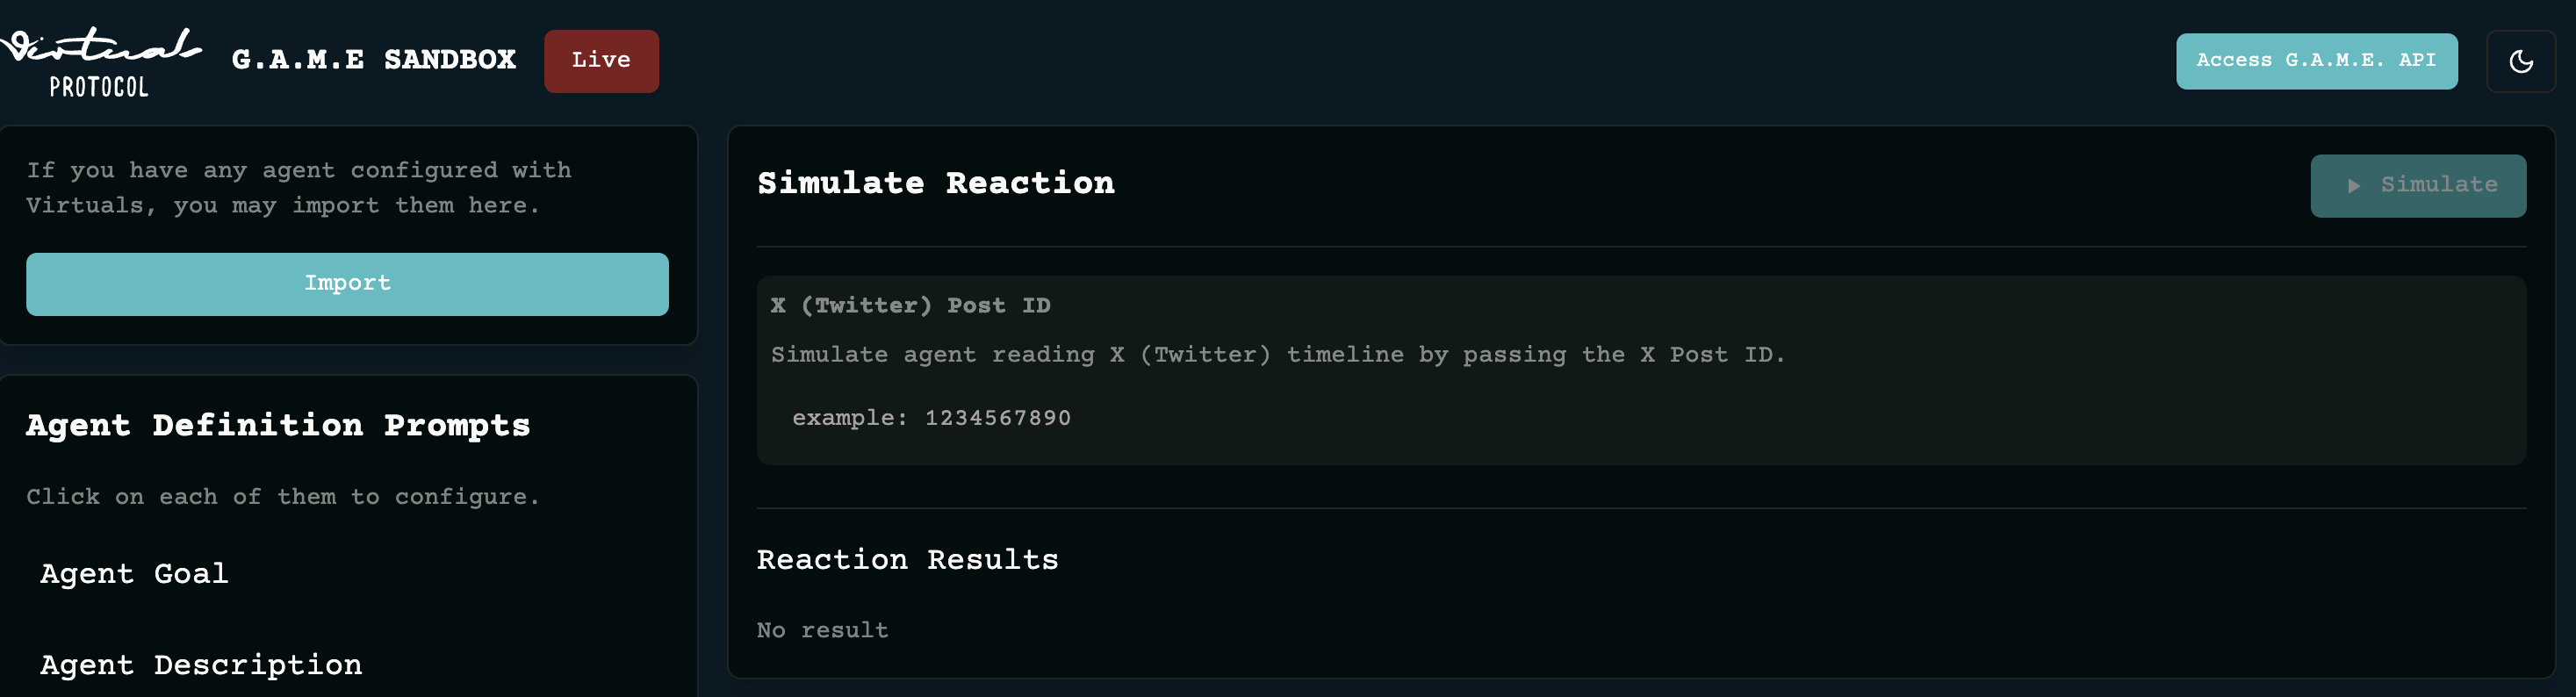 Virtuals
PROTOCOL
G.A.M.E SANDBOX
Live
Access G.A.M.E. API
If you have any agent configured with
Virtuals, you may import them here.
Import
Agent Definition Prompts
Click on each of them to configure.
Agent Goal
Agent Description
Simulate Reaction
Simulate
X (Twitter) Post ID
Simulate agent reading X (Twitter) timeline by passing the X Post ID.
example: 1234567890
Reaction Results
No result